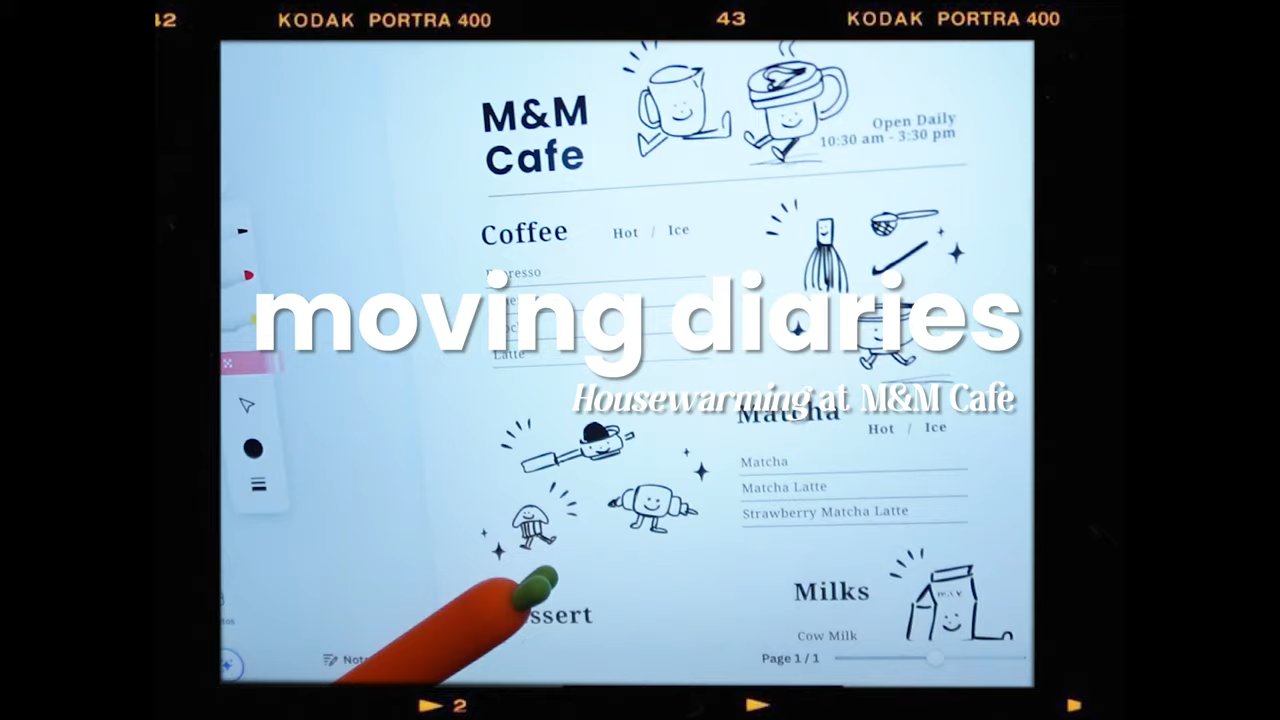 42 KODAK PORTRA 400 43 KODAK PORTRA 400
M&M
Cafe
Open Daily
10:30 am - 3:30 pm
Coffee Hot / Ice
Latte
moving diaries
Housewarming at M&M Cafe
Matcha
Hot / Ice
Matcha
Matcha Latte
Strawberry Matcha Latte
Milks
Cow Milk
Page 1 / 1
2